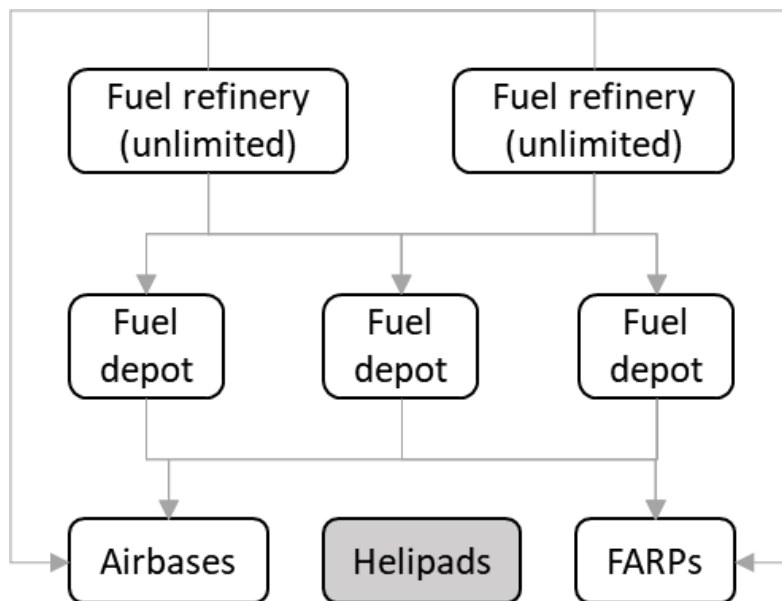 Fuel refinery
(unlimited)
Fuel refinery
(unlimited)
Fuel
depot
Fuel
depot
Fuel
depot
Airbases
Helipads
FARPs